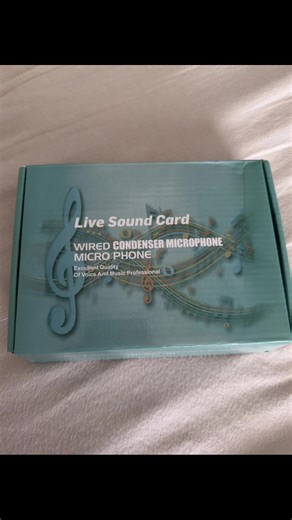 Live Sound Card
WIRED CONDENSER MICROPHONE
MICRO PHONE
Excellent Quality
Of Voice And Music Professional